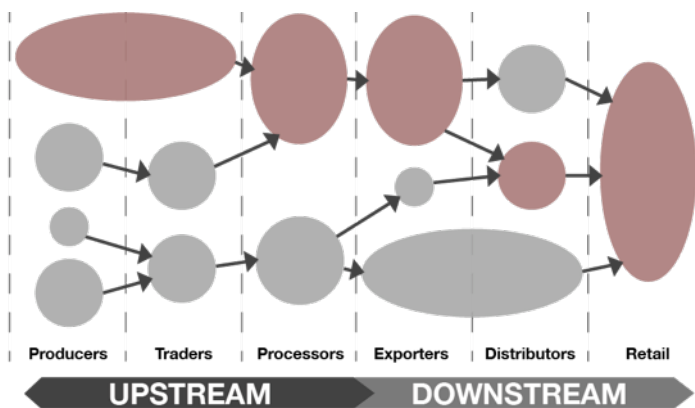 Producers Traders Processors Exporters Distributors Retail
UPSTREAM DOWNSTREAM